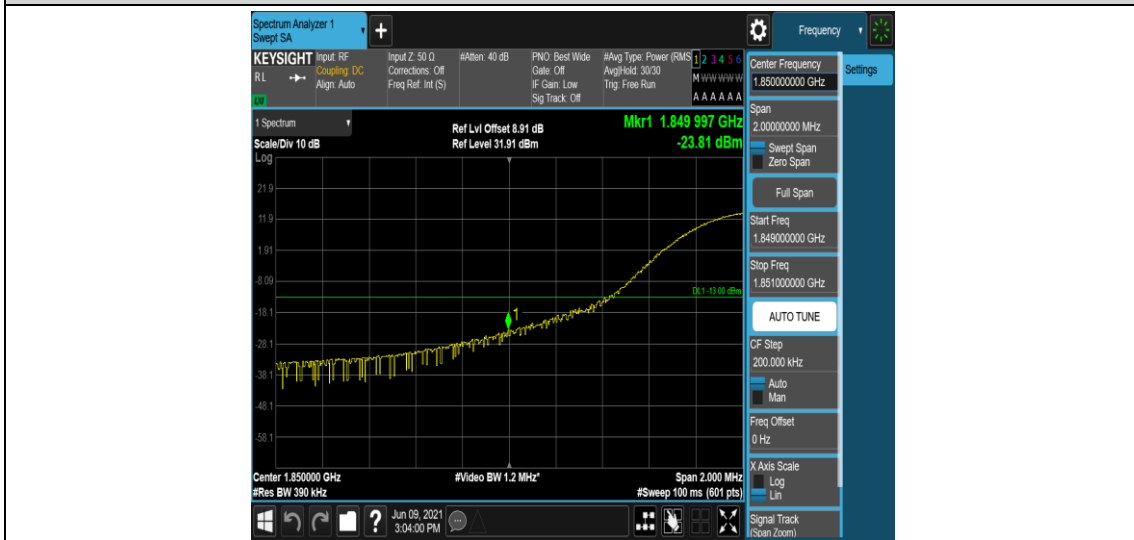 Spectrum Analyzer 1
Swept SA
+
Frequency
KEYSIGHT
RL
LXI
Input: RF
Coupling: DC
Align: Auto
Input Z: 50 Ω
Corrections: Off
Freq Ref: Int (S)
#Atten: 40 dB
PNO: Best Wide
Gate: Off
IF Gain: Low
Sig Track: Off
#Avg Type: Power (RMS
Avg|Hold: 30/30
Trig: Free Run
1 2 3 4 5 6
M W W W W W
A A A A A A
1 Spectrum
Scale/Div 10 dB
Log
Ref Lvl Offset 8.91 dB
Ref Level 31.91 dBm
Mkr1 1.849 997 GHz
-23.81 dBm
21.9
11.9
1.91
-8.09
DL1 -13.00 dBm
-18.1
1
-28.1
-38.1
-48.1
-58.1
Center 1.850000 GHz
#Res BW 390 kHz
#Video BW 1.2 MHz*
Span 2.000 MHz
#Sweep 100 ms (601 pts)
?
Jun 09, 2021
3:04:00 PM
Center Frequency
1.850000000 GHz
Settings
Span
2.00000000 MHz
Swept Span
Zero Span
Full Span
Start Freq
1.849000000 GHz
Stop Freq
1.851000000 GHz
AUTO TUNE
CF Step
200.000 kHz
Auto
Man
Freq Offset
0 Hz
X Axis Scale
Log
Lin
Signal Track
(Span Zoom)